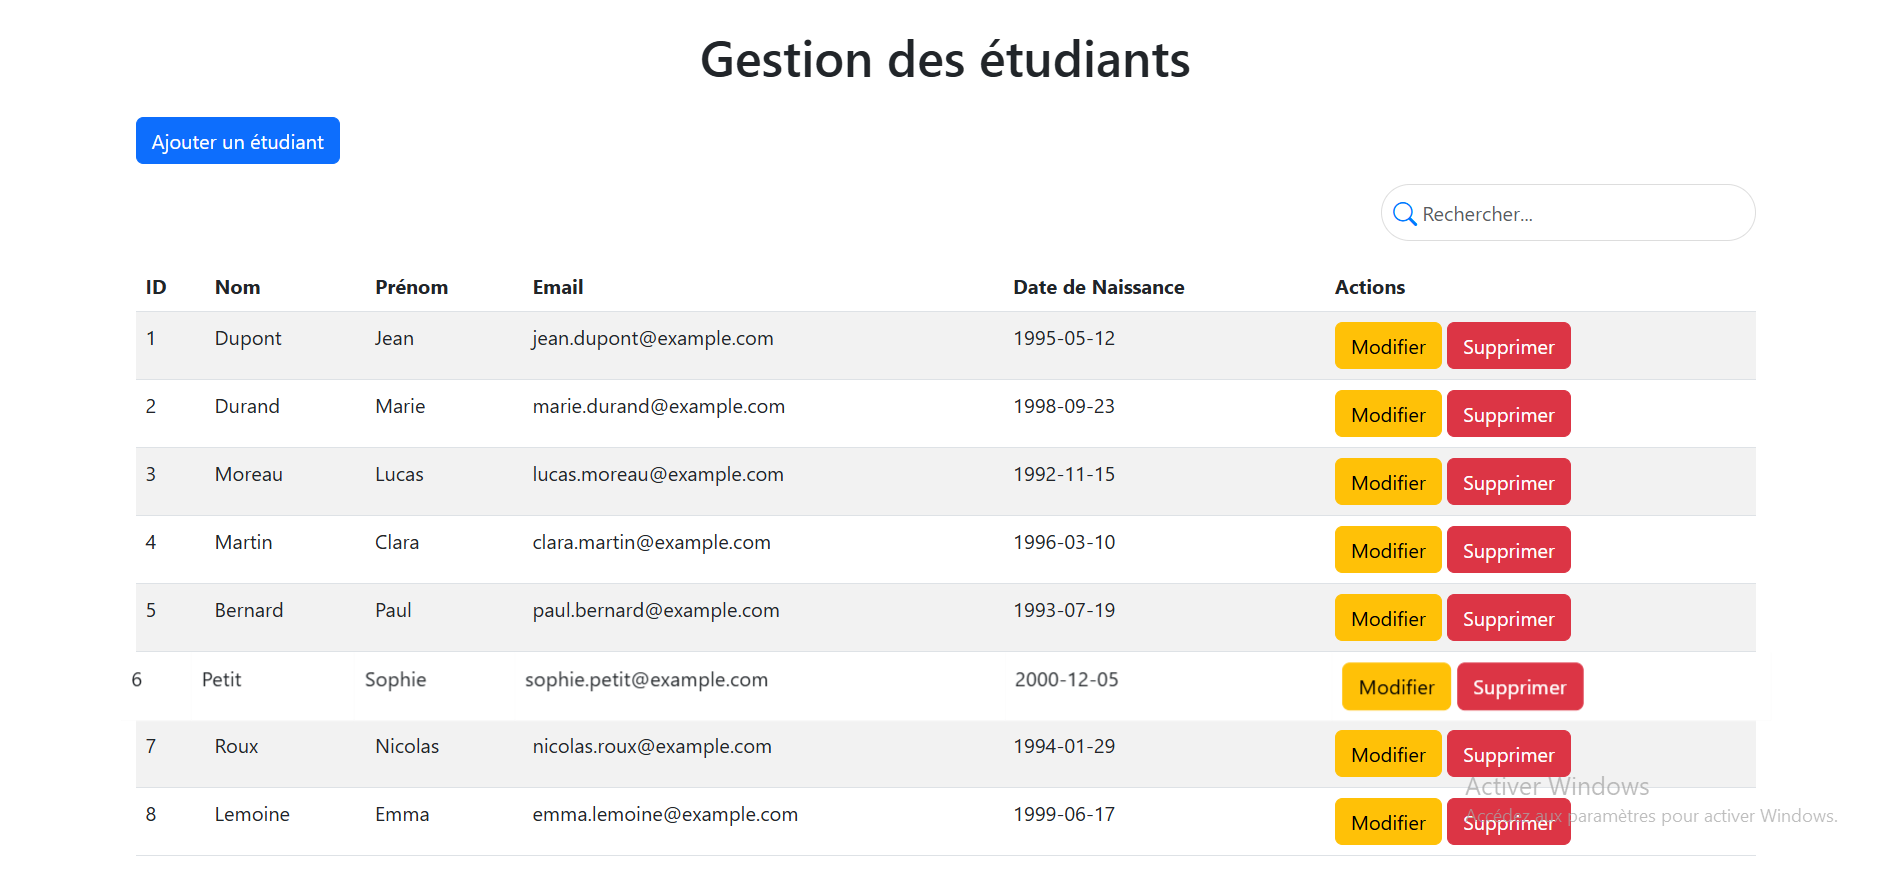 Gestion des étudiants
Ajouter un étudiant
Rechercher...
ID Nom Prénom Email Date de Naissance Actions
1 Dupont Jean jean.dupont@example.com 1995-05-12 Modifier Supprimer
2 Durand Marie marie.durand@example.com 1998-09-23 Modifier Supprimer
3 Moreau Lucas lucas.moreau@example.com 1992-11-15 Modifier Supprimer
4 Martin Clara clara.martin@example.com 1996-03-10 Modifier Supprimer
5 Bernard Paul paul.bernard@example.com 1993-07-19 Modifier Supprimer
6 Petit Sophie sophie.petit@example.com 2000-12-05 Modifier Supprimer
7 Roux Nicolas nicolas.roux@example.com 1994-01-29 Modifier Supprimer
Activer Windows
8 Lemoine Emma emma.lemoine@example.com 1999-06-17 Modifier Supprimer
Accédez aux paramètres pour activer Windows.